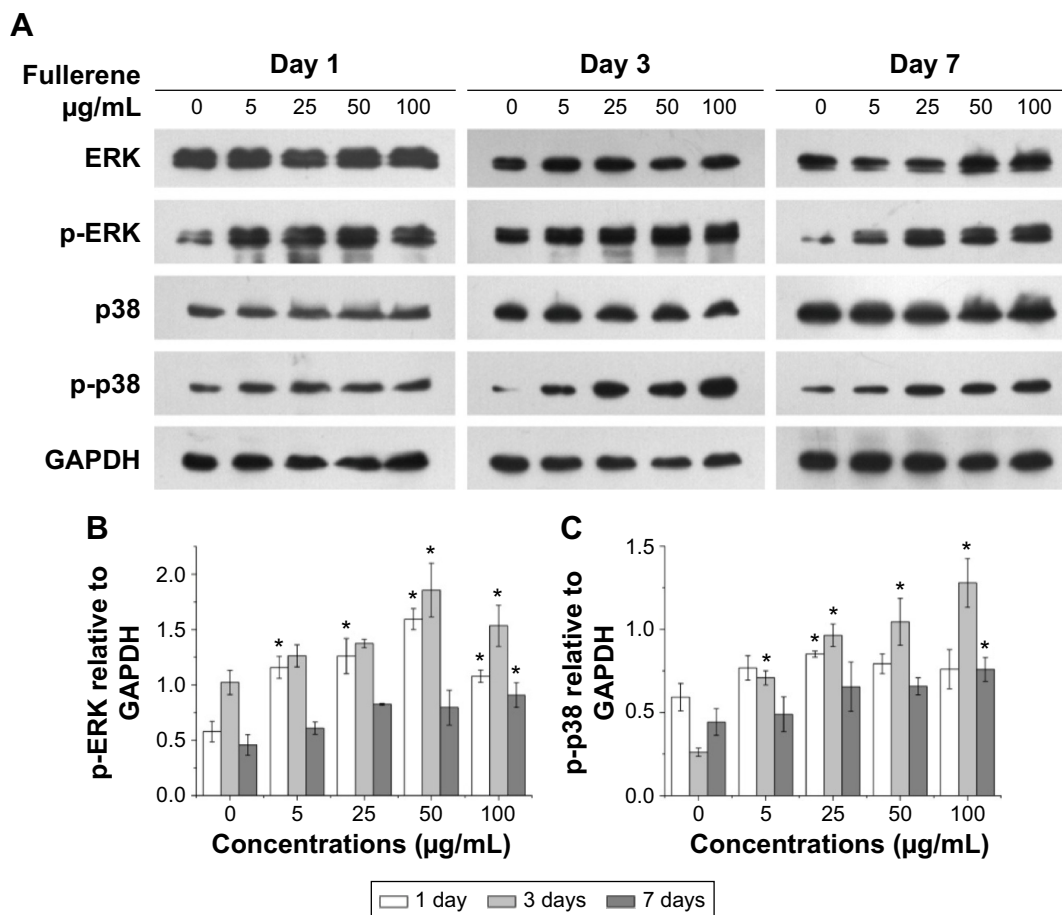 A
Fullerene µg/mL
Day 1 Day 3 Day 7
0 5 25 50 100 0 5 25 50 100 0 5 25 50 100
ERK
p-ERK
p38
p-p38
GAPDH
B
p-ERK relative to
GAPDH
2.0
1.5
1.0
0.5
0.0
* * * * * * *
0 5 25 50 100
Concentrations (µg/mL)
C
p-p38 relative to
GAPDH
1.5
1.0
0.5
0.0
* * * * * *
0 5 25 50 100
Concentrations (µg/mL)
1 day 3 days 7 days